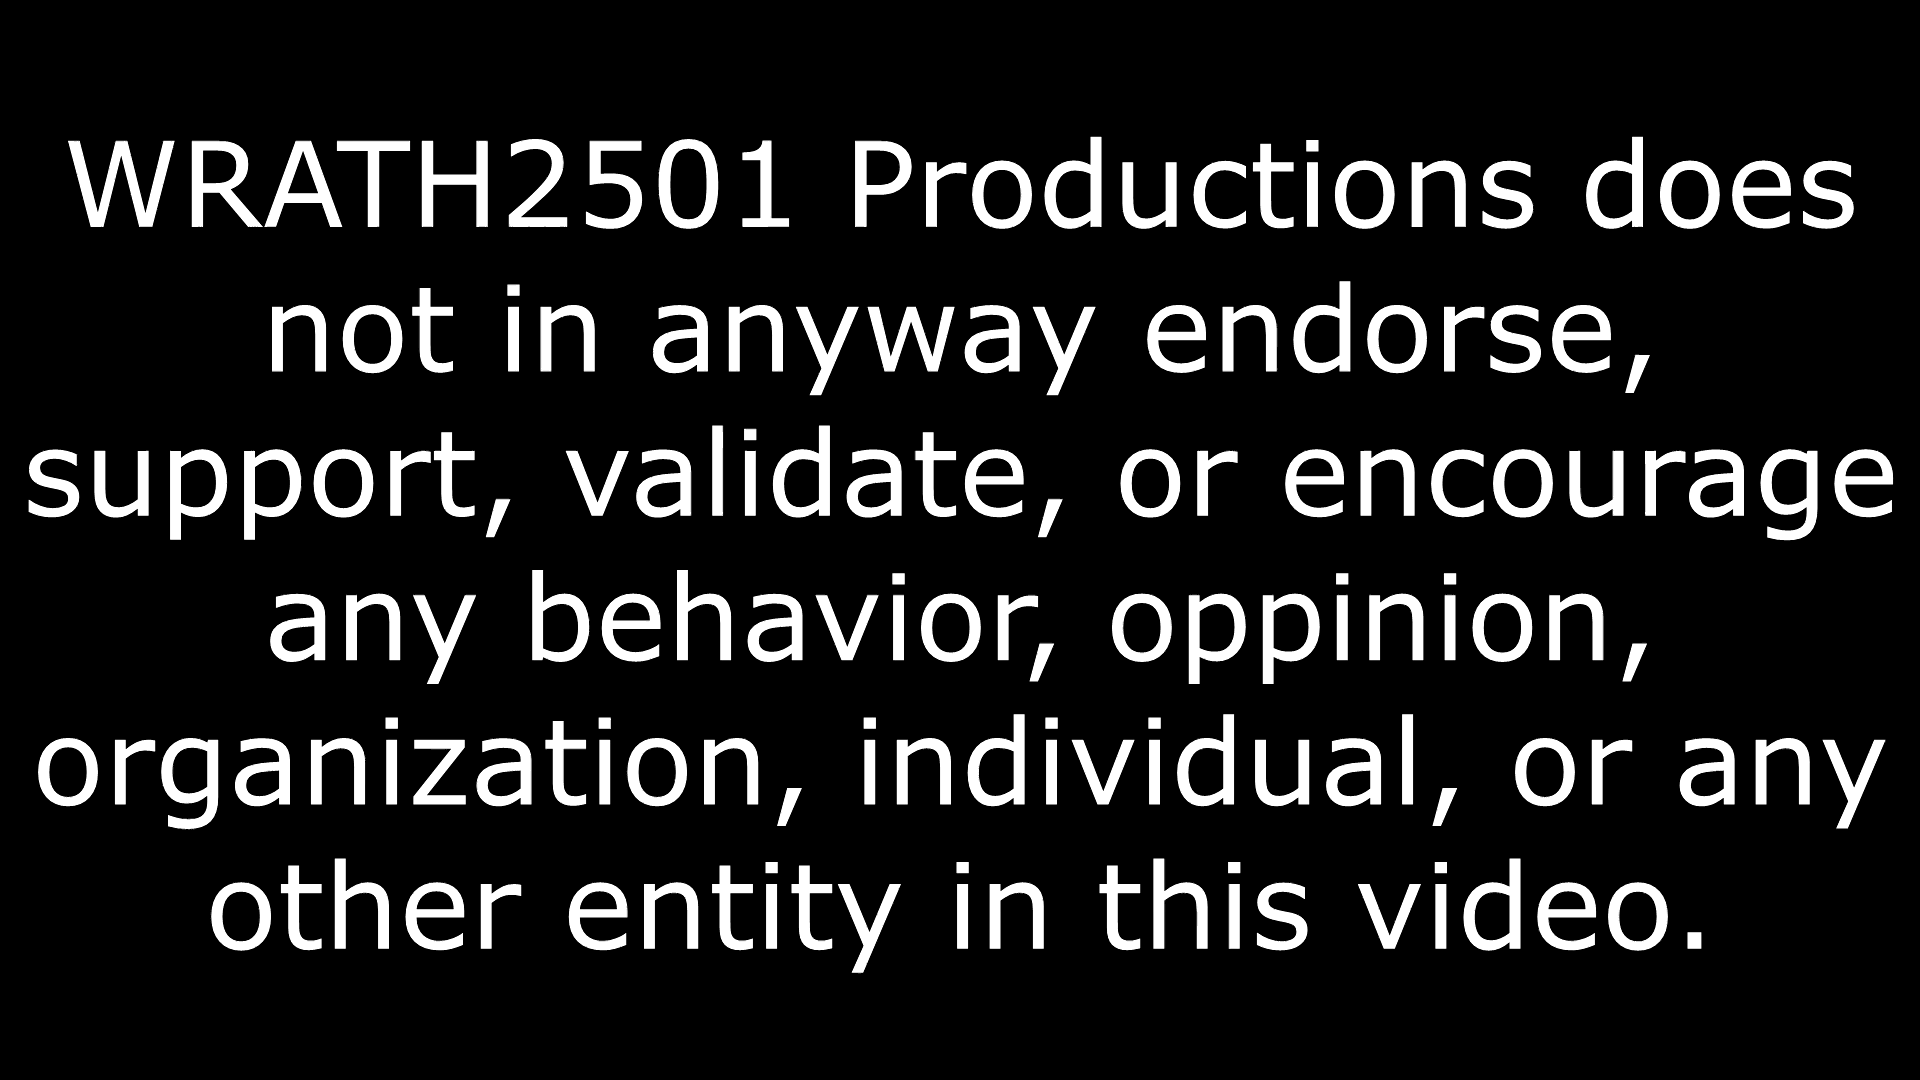 WRATH2501 Productions does
not in anyway endorse,
support, validate, or encourage
any behavior, oppinion,
organization, individual, or any
other entity in this video.